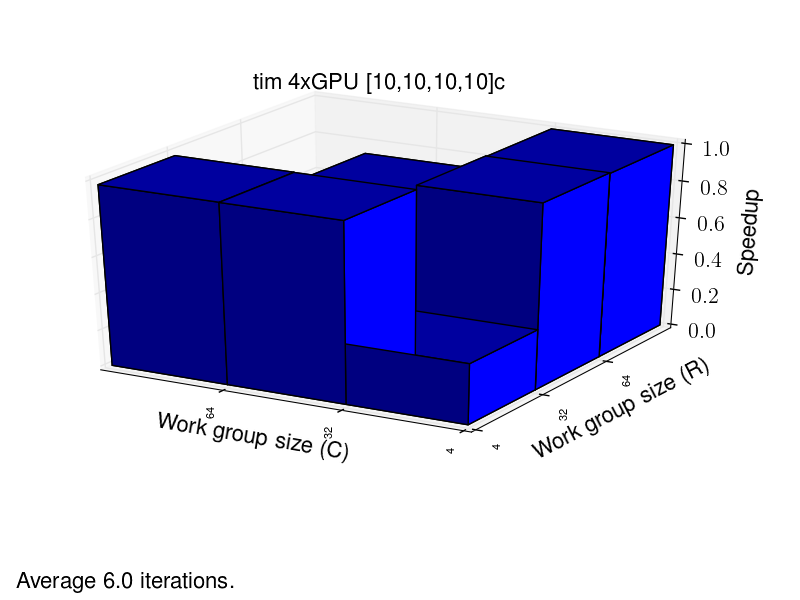 tim 4xGPU [10,10,10,10]c
1.0
0.8
0.6
0.4
0.2
0.0
Speedup
64
32
4
Work group size (C)
4
32
64
Work group size (R)
Average 6.0 iterations.